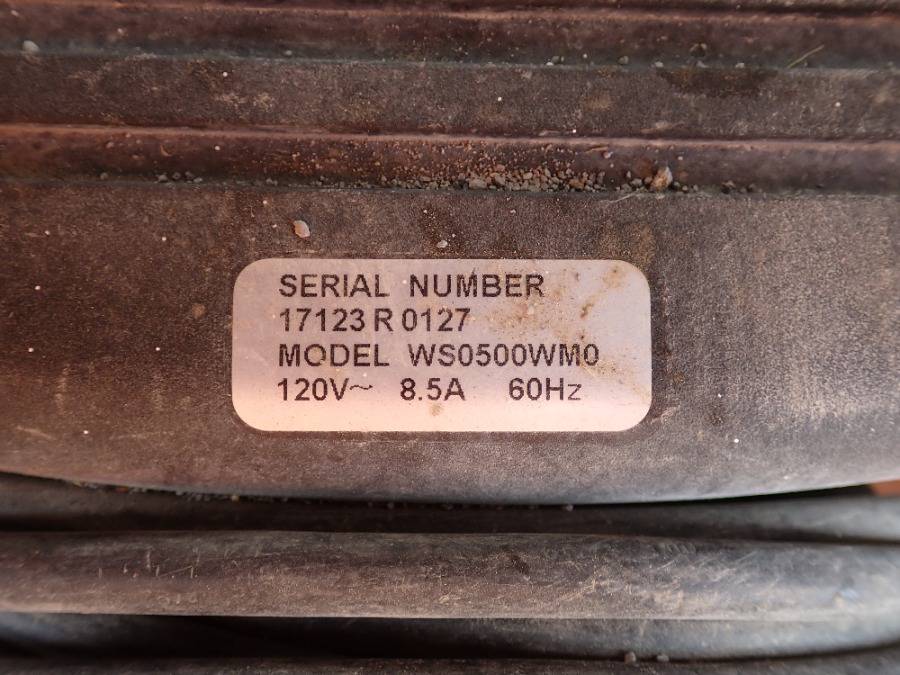 SERIAL NUMBER
17123 R 0127
MODEL WS0500WM0
120V~ 8.5A 60Hz